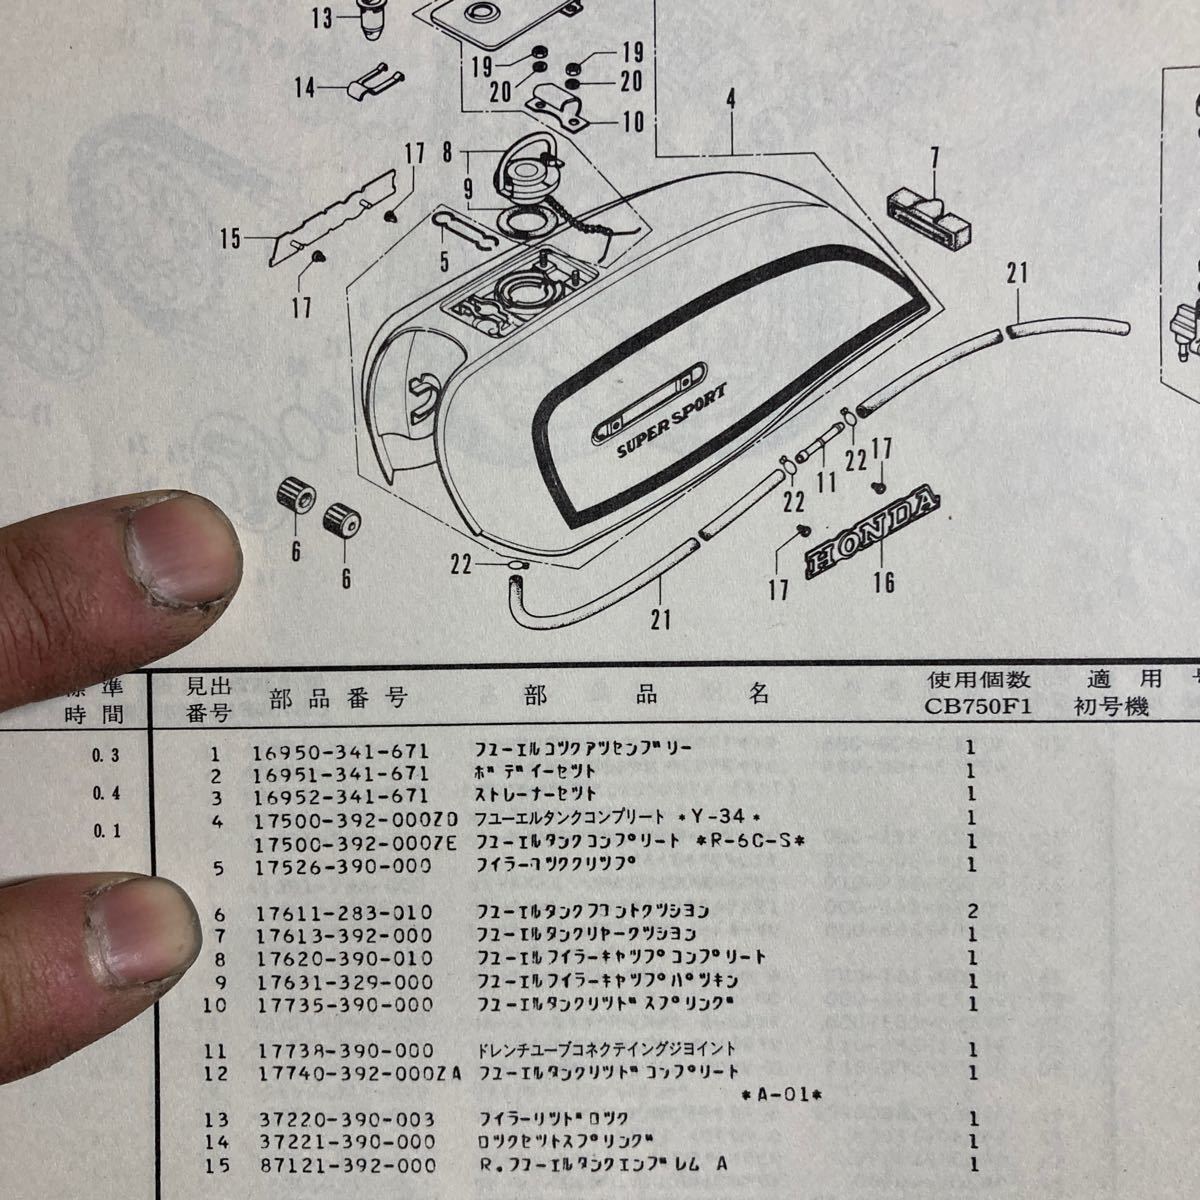 13
14
19
20
19
20
10
4
8
17
9
7
15
5
17
21
SUPER SPORT
22
11
22
17
6
6
22
HONDA
17
16
21
標準時間
見出番号
部品番号
部品名
使用個数 CB750F1
適用号
初号機
0.3
1 16950-341-671 フユーエルコツクアツセンブリー 1
2 16951-341-671 ボデイーセツト 1
0.4
3 16952-341-671 ストレーナーセツト 1
4 17500-392-000ZD フユーエルタンクコンプリート *Y-34* 1
0.1
17500-392-000ZE フユーエルタンクコンプリート *R-6C-S* 1
5 17526-390-000 フイラーコツククリツプ 1
6 17611-283-010 フユーエルタンクフロントクツシヨン 2
7 17613-392-000 フユーエルタンクリヤークツシヨン 1
8 17620-390-010 フユーエルフイラーキヤツプコンプリート 1
9 17631-329-000 フユーエルフイラーキヤツプパツキン 1
10 17735-390-000 フユーエルタンクリツドスプリング 1
11 17738-390-000 ドレンチユーブコネクテイングジヨイント 1
12 17740-392-000ZA フユーエルタンクリツドコンプリート 1
*A-01*
13 37220-390-003 フイラーリツドロツク 1
14 37221-390-000 ロツクセツトスプリング 1
15 87121-392-000 R.フユーエルタンクエンブレム A 1